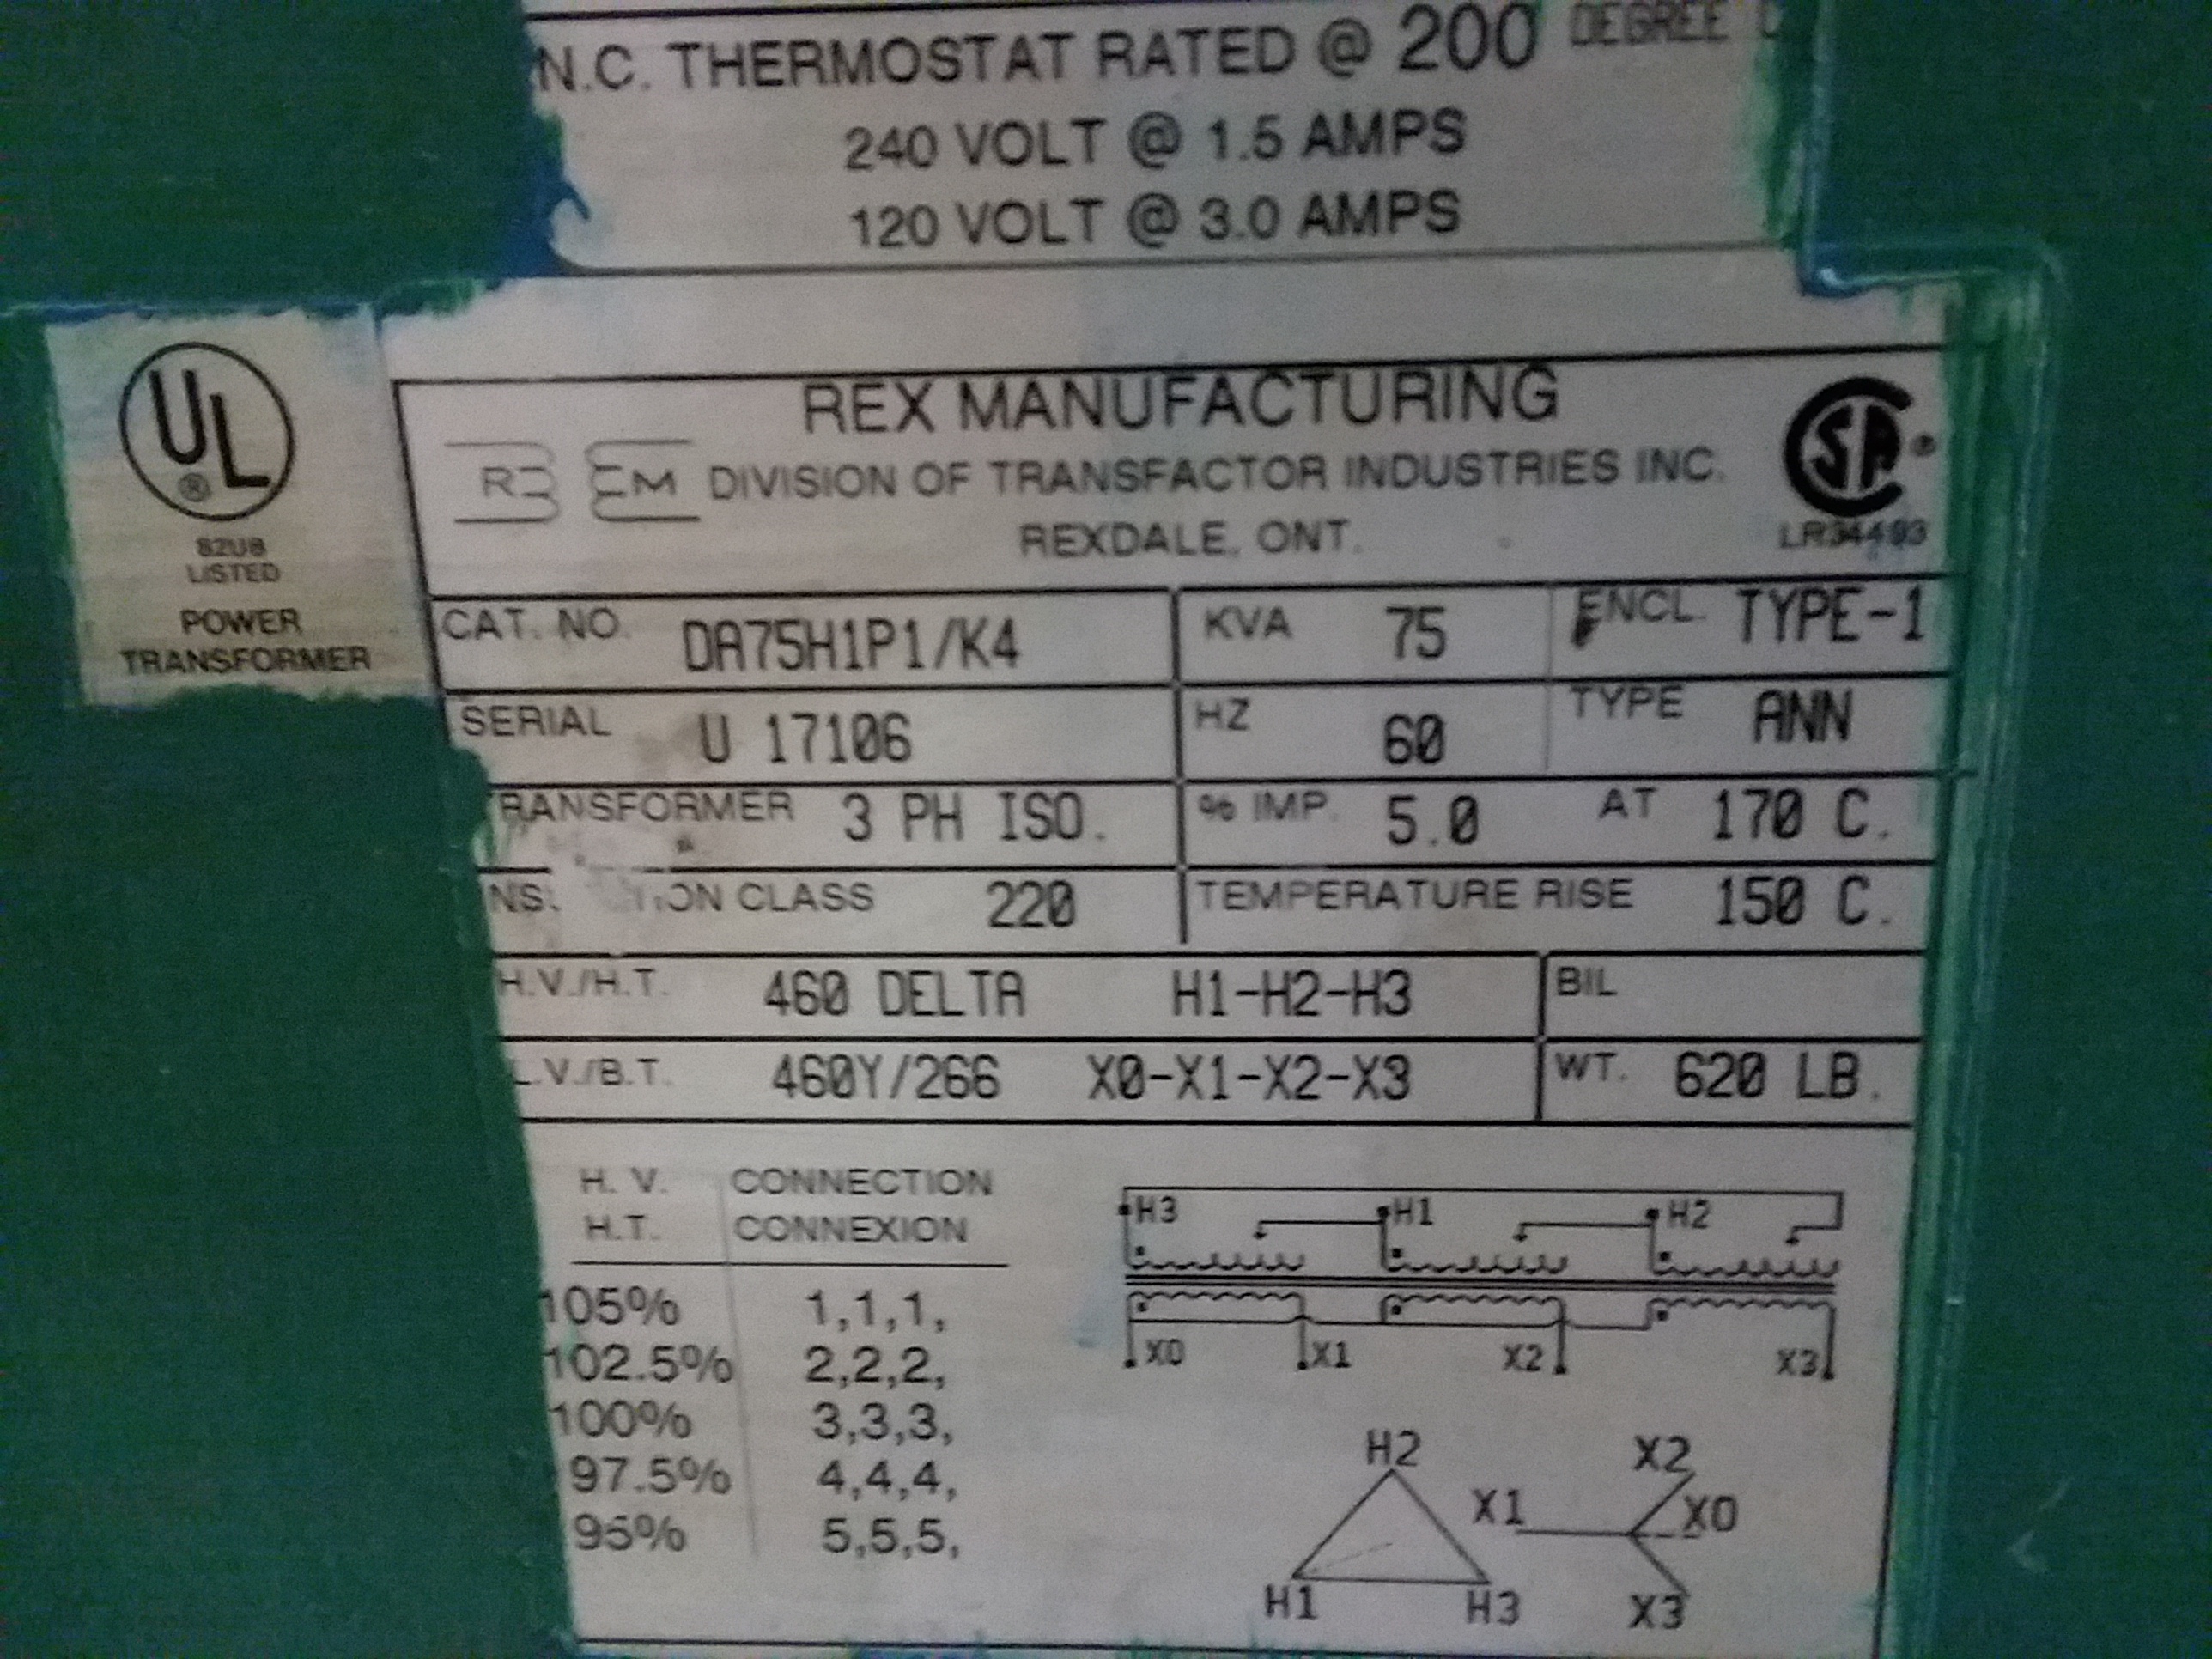 N.C. THERMOSTAT RATED @ 200 DEGREE C
240 VOLT @ 1.5 AMPS
120 VOLT @ 3.0 AMPS
UL ®
82U8
LISTED
POWER
TRANSFORMER
REX MANUFACTURING
DIVISION OF TRANSFACTOR INDUSTRIES INC.
REXDALE, ONT.
SA ®
LR34493
CAT. NO. DA75H1P1/K4 KVA 75 ENCL. TYPE-1
SERIAL U 17106 HZ 60 TYPE ANN
RANSFORMER 3 PH ISO. % IMP. 5.0 AT 170 C.
CLASS 220 TEMPERATURE RISE 150 C.
H.V./H.T. 460 DELTA H1-H2-H3 BIL
L.V./B.T. 460Y/266 X0-X1-X2-X3 WT. 620 LB.
H. V. CONNECTION
H.T. CONNEXION
105% 1,1,1,
102.5% 2,2,2,
100% 3,3,3,
97.5% 4,4,4,
95% 5,5,5,
H3 H1 H2
X0 X1 X2 X3
H2 X2
X1 X0
H1 H3 X3